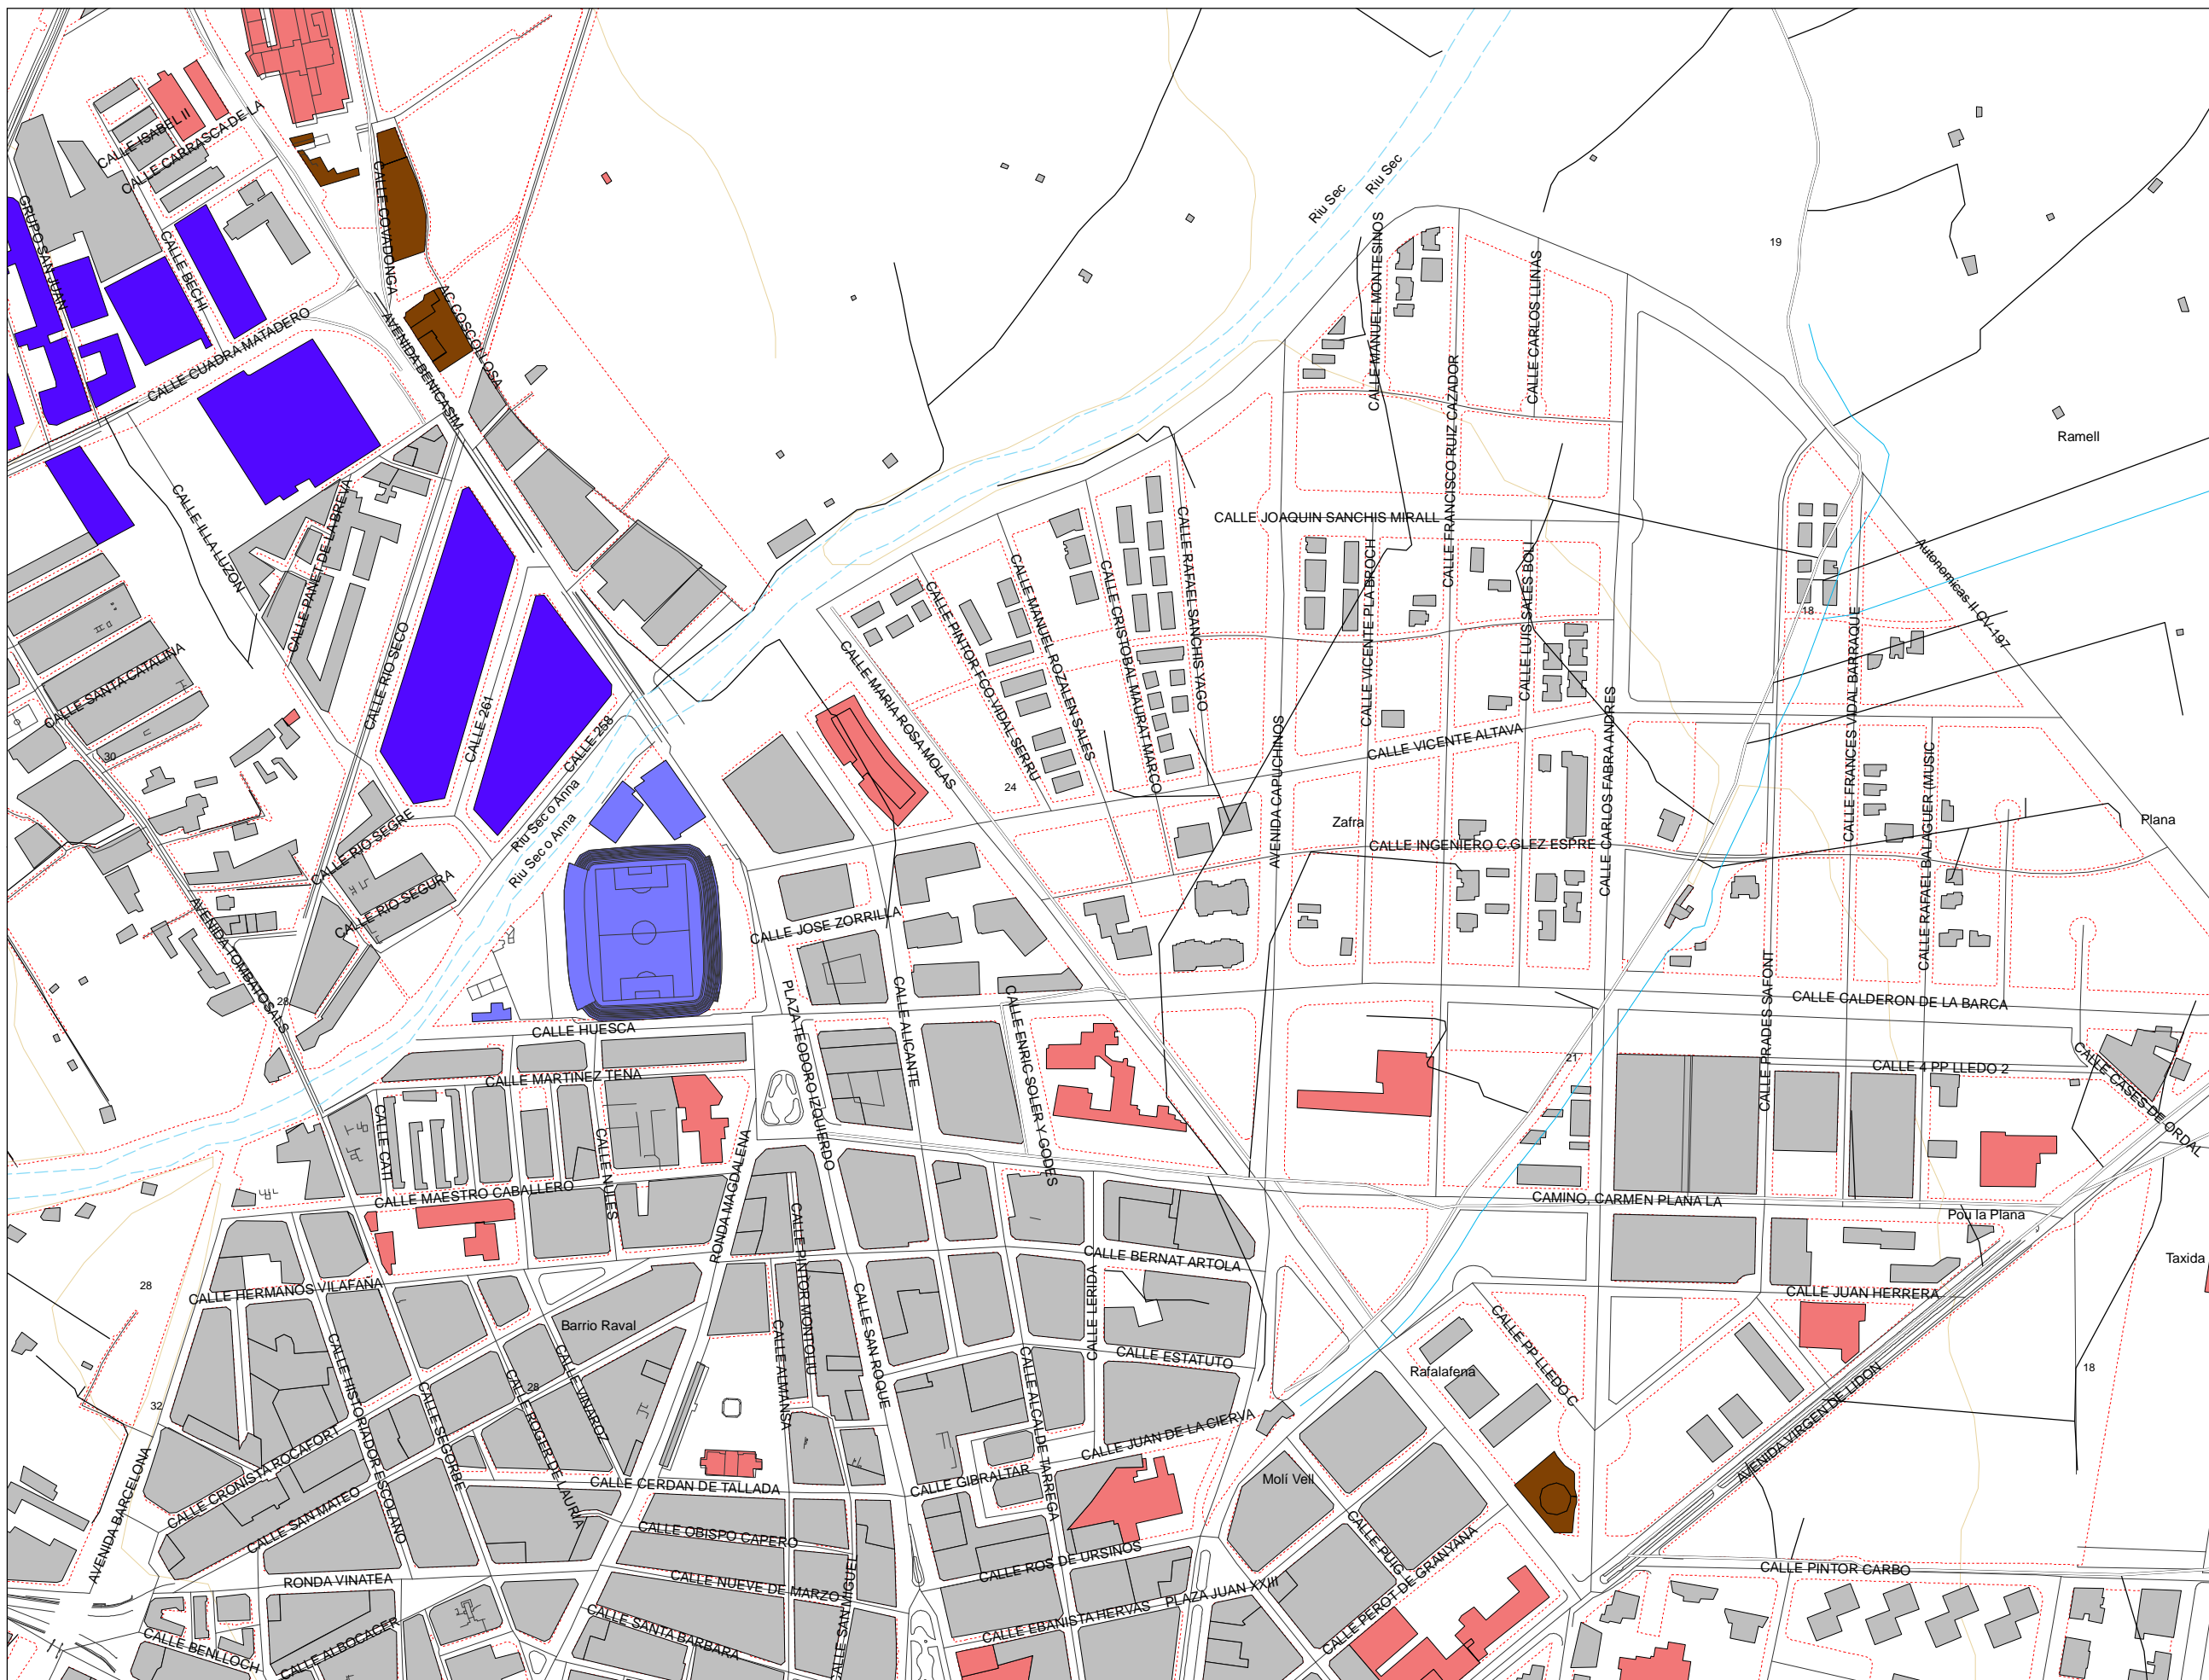 CALLE ISABEL II
CALLE CARRASCA DE LA
CALLE COVADONGA
GRUPO SAN JUAN
CALLE BECHI
AC COSCOLLOSA
CALLE CUADRA MATADERO
AVENIDA BENICASIM
Riu Sec
Riu Sec
19
CALLE MANUEL MONTESINOS
CALLE CARLOS LLINAS
CALLE FRANCISCO RUIZ CAZADOR
Ramell
CALLE ILLA LUZON
CALLE PANET DE LA BREVA
CALLE JOAQUIN SANCHIS MIRALL
CALLE RAFAEL SANCHIS YAGO
CALLE CRISTOBAL MAURAT MARCO
CALLE MANUEL ROZALEN SALES
CALLE PINTOR FCO VIDAL SERRU
CALLE MARIA ROSA MOLAS
CALLE VICENTE PLA BROCH
CALLE LUIS SALES BOLI
Autonomicas II CV-197
18
CALLE FRANCES VIDAL BARRAQUE
CALLE SANTA CATALINA
CALLE RIO SECO
CALLE 261
CALLE 258
30
CALLE CARLOS FABRA ANDRES
CALLE VICENTE ALTAVA
AVENIDA CAPUCHINOS
CALLE RAFAEL BALAGUER (MUSIC
24
Zafra
Plana
Riu Sec o Anna
Riu Sec o Anna
CALLE RIO SEGRE
CALLE RIO SEGURA
CALLE INGENIERO C.GLEZ ESPRE
AVENIDA TOMBATOSALS
CALLE JOSE ZORRILLA
28
CALLE HUESCA
PLAZA TEODORO IZQUIERDO
CALLE ALICANTE
CALLE ENRIC SOLER Y GODES
CALLE PRADES SAFONT
CALLE CALDERON DE LA BARCA
21
CALLE 4 PP LLEDO 2
CALLE CASES DE ORDAL
CALLE MARTINEZ TENA
CALLE CATI
CALLE NULES
CALLE MAESTRO CABALLERO
RONDA MAGDALENA
CALLE PINTOR MONTOLIU
CAMINO, CARMEN PLANA LA
Pou la Plana
Taxida
28
CALLE HERMANOS VILAFAÑA
CALLE BERNAT ARTOLA
CALLE LERIDA
CALLE JUAN HERRERA
Barrio Raval
CALLE SAN ROQUE
CALLE ALMANSA
CALLE ESTATUTO
CALLE PP LLEDO C
Rafalafena
18
32
28
CALLE HISTORIADOR ESCOLANO
CALLE SEGORBE
CALLE ROGER DE LAURIA
CALLE VINAROZ
CALLE ALCALDE TARREGA
CALLE JUAN DE LA CIERVA
AVENIDA VIRGEN DE LIDON
AVENIDA BARCELONA
CALLE CRONISTA ROCAFORT
CALLE SAN MATEO
CALLE CERDAN DE TALLADA
CALLE GIBRALTAR
Molí Vell
CALLE OBISPO CAPERO
CALLE ROS DE URSINOS
CALLE PUIG
CALLE PEROT DE GRANYANA
CALLE PINTOR CARBO
RONDA VINATEA
CALLE NUEVE DE MARZO
CALLE SAN MIGUEL
PLAZA JUAN XXIII
CALLE EBANISTA HERVAS
CALLE SANTA BARBARA
CALLE BENLLOCH
CALLE ALBOCACER